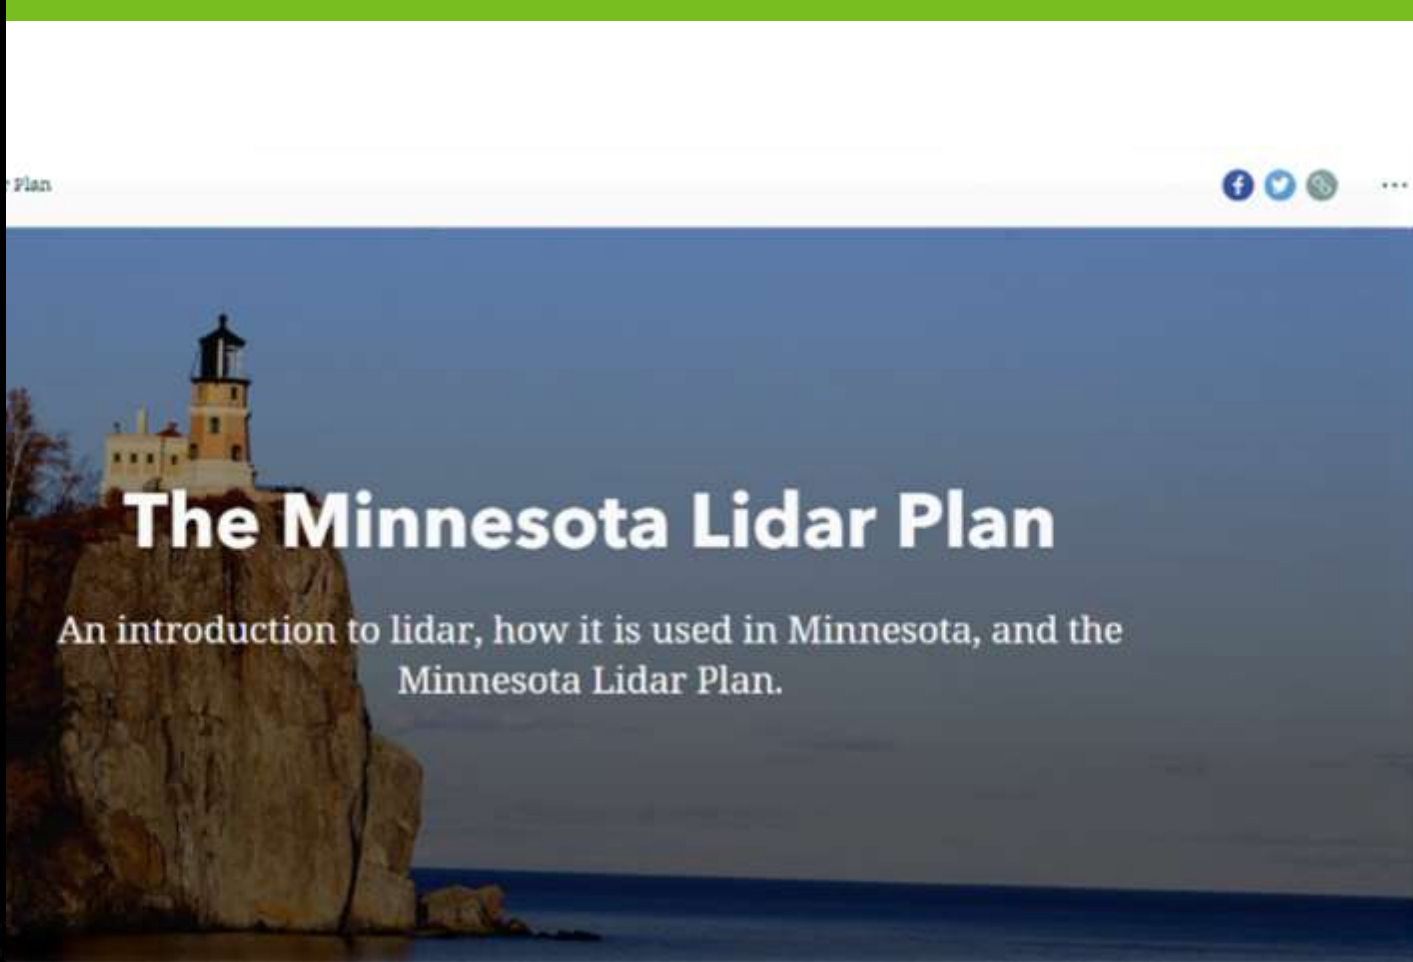 Plan
The Minnesota Lidar Plan
An introduction to lidar, how it is used in Minnesota, and the
Minnesota Lidar Plan.